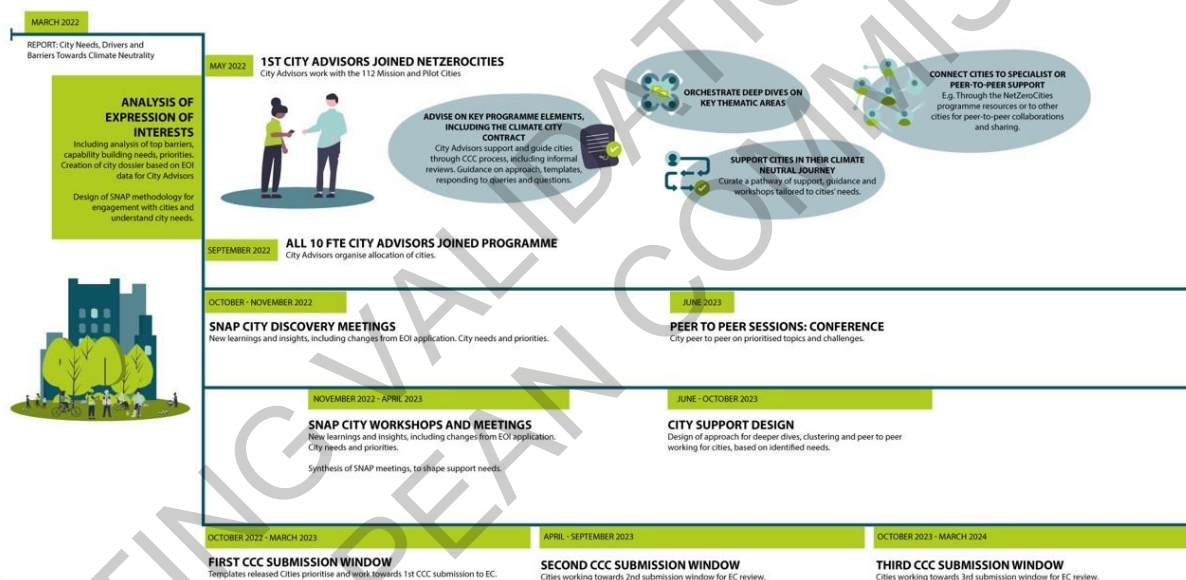 MARCH 2022
REPORT: City Needs, Drivers and
Barriers Towards Climate Neutrality
ANALYSIS OF
EXPRESSION OF
INTERESTS
Including analysis of top barriers,
capability building needs, priorities.
Creation of city dossier based on EOI
data for City Advisors
Design of SNAP methodology for
engagement with cities and
understand city needs.
MAY 2022
1ST CITY ADVISORS JOINED NETZEROCITIES
City Advisors work with the 112 Mission and Pilot Cities
ADVISE ON KEY PROGRAMME ELEMENTS,
INCLUDING THE CLIMATE CITY
CONTRACT
City Advisors support and guide cities
through CCC process, including informal
reviews. Guidance on approach, templates,
responding to queries and questions.
ORCHESTRATE DEEP DIVES ON
KEY THEMATIC AREAS
CONNECT CITIES TO SPECIALIST OR
PEER-TO-PEER SUPPORT
E.g. Through the NetZeroCities
programme resources or to other
cities for peer-to-peer collaborations
and sharing.
SUPPORT CITIES IN THEIR CLIMATE
NEUTRAL JOURNEY
Curate a pathway of support, guidance and
workshops tailored to cities' needs.
SEPTEMBER 2022
ALL 10 FTE CITY ADVISORS JOINED PROGRAMME
City Advisors organise allocation of cities.
OCTOBER - NOVEMBER 2022
SNAP CITY DISCOVERY MEETINGS
New learnings and insights, including changes from EOI application. City needs and priorities.
JUNE 2023
PEER TO PEER SESSIONS: CONFERENCE
City peer to peer on prioritised topics and challenges.
NOVEMBER 2022 - APRIL 2023
SNAP CITY WORKSHOPS AND MEETINGS
New learnings and insights, including changes from EOI application.
City needs and priorities.
Synthesis of SNAP meetings, to shape support needs.
JUNE - OCTOBER 2023
CITY SUPPORT DESIGN
Design of approach for deeper dives, clustering and peer to peer
working for cities, based on identified needs.
OCTOBER 2022 - MARCH 2023
FIRST CCC SUBMISSION WINDOW
Templates released Cities prioritise and work towards 1st CCC submission to EC.
APRIL - SEPTEMBER 2023
SECOND CCC SUBMISSION WINDOW
Cities working towards 2nd submission window for EC review.
OCTOBER 2023 - MARCH 2024
THIRD CCC SUBMISSION WINDOW
Cities working towards 3rd submission window for EC review.